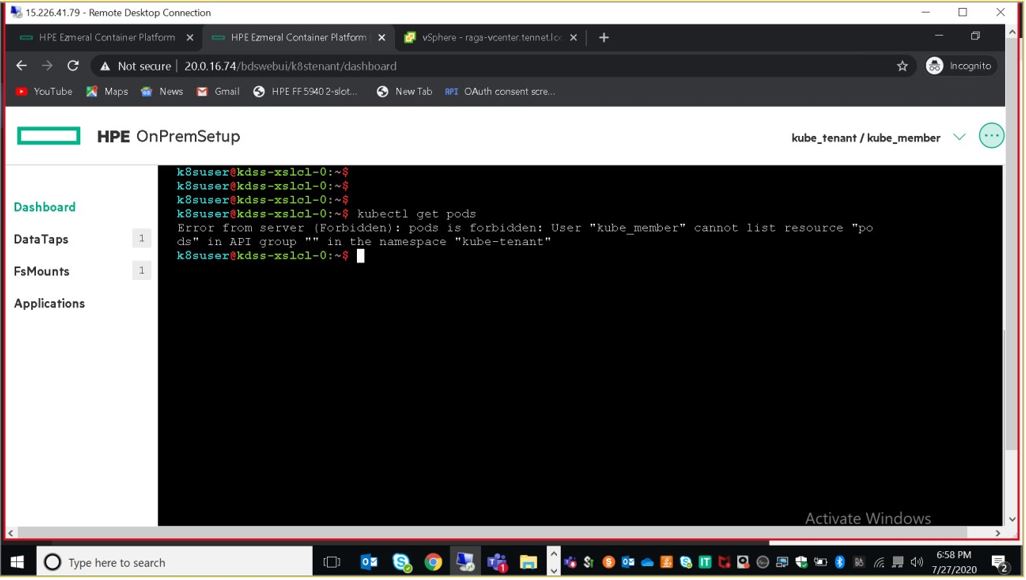 15.226.41.79 - Remote Desktop Connection
HPE Ezmeral Container Platform
HPE Ezmeral Container Platform
vSphere - raga-vcenter.tennet.loc
Not secure | 20.0.16.74/bdswebui/k8stenant/dashboard
Incognito
YouTube Maps News Gmail HPE FF 5940 2-slot... New Tab API OAuth consent scre...
HPE OnPremSetup
kube_tenant / kube_member
Dashboard
DataTaps 1
FsMounts 1
Applications
k8suser@kdss-xslcl-0:~$
k8suser@kdss-xslcl-0:~$
k8suser@kdss-xslcl-0:~$
k8suser@kdss-xslcl-0:~$ kubectl get pods
Error from server (Forbidden): pods is forbidden: User "kube_member" cannot list resource "po
ds" in API group "" in the namespace "kube-tenant"
k8suser@kdss-xslcl-0:~$
Activate Windows
Type here to search
6:58 PM
7/27/2020
2